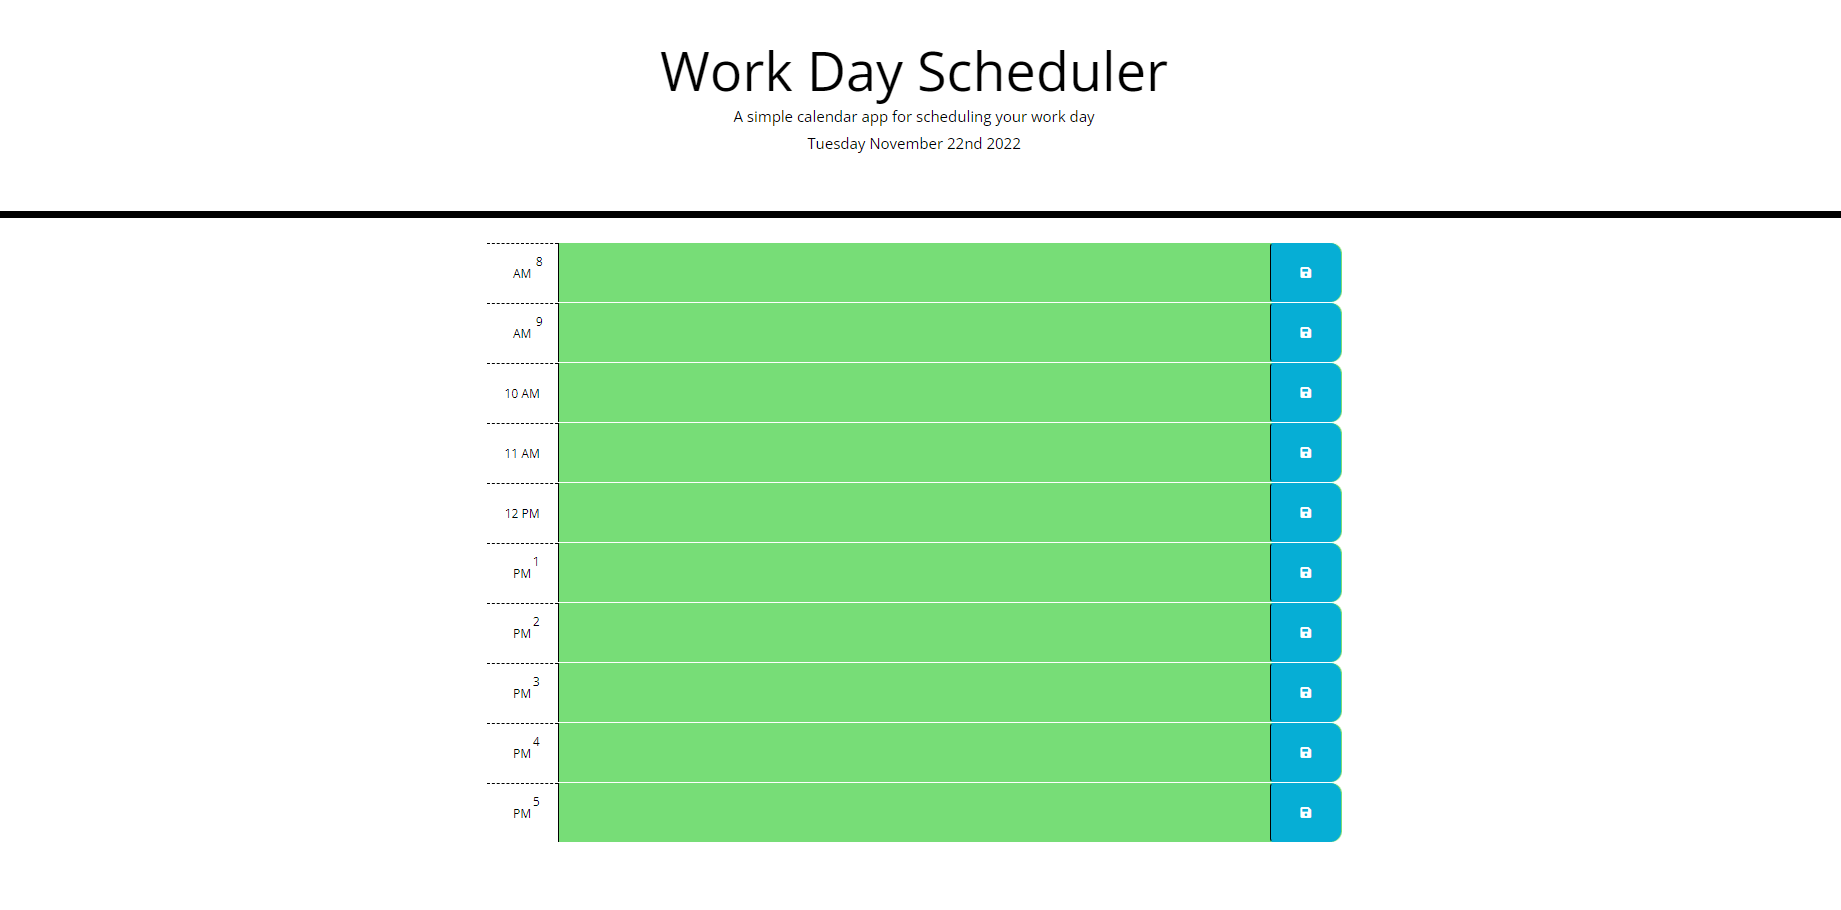 Work Day Scheduler
A simple calendar app for scheduling your work day
Tuesday November 22nd 2022
8
AM
9
AM
10 AM
11 AM
12 PM
1
PM
2
PM
3
PM
4
PM
5
PM